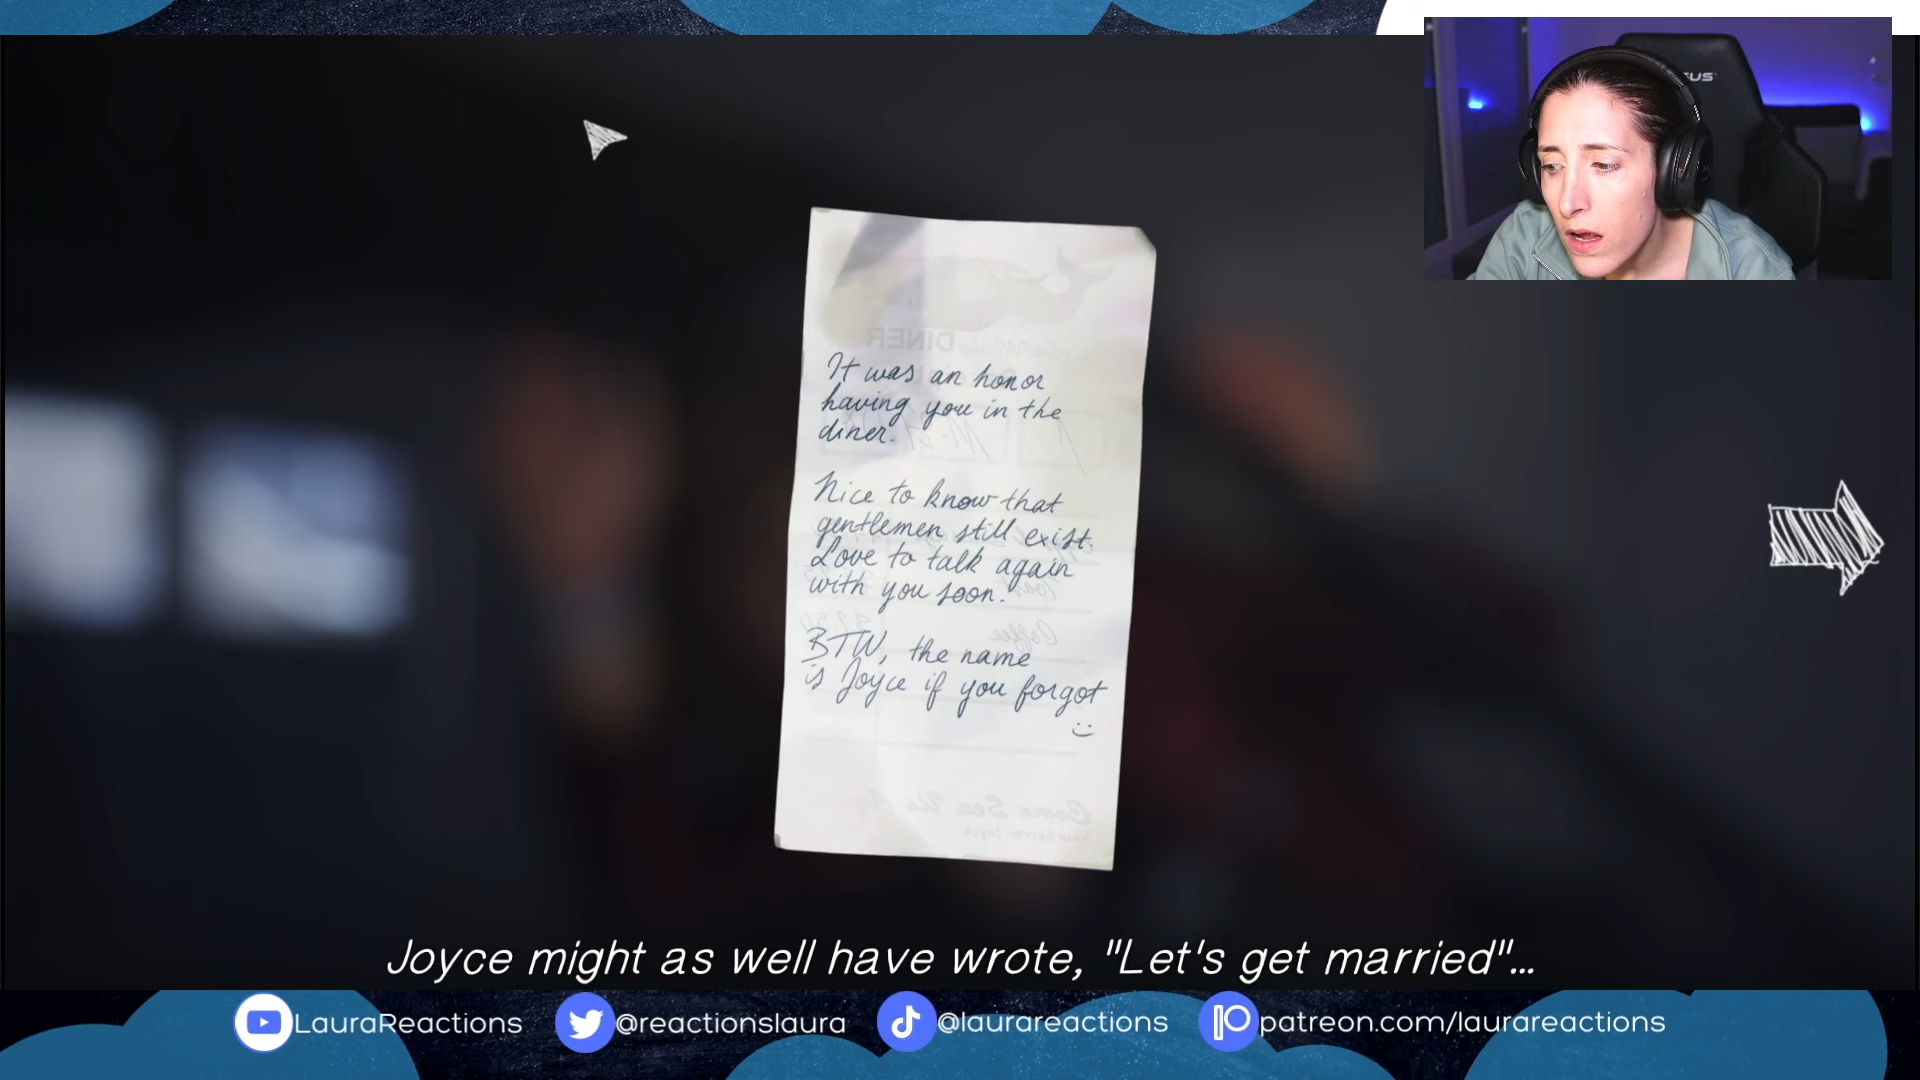 DINER
It was an honor
having you in the
diner.
Nice to know that
gentlemen still exist.
Love to talk again
with you soon.
BTW, the name
is Joyce if you forgot
:)
Coffee
Joyce might as well have wrote, "Let's get married"...
LauraReactions
@reactionslaura
@laurareactions
patreon.com/laurareactions